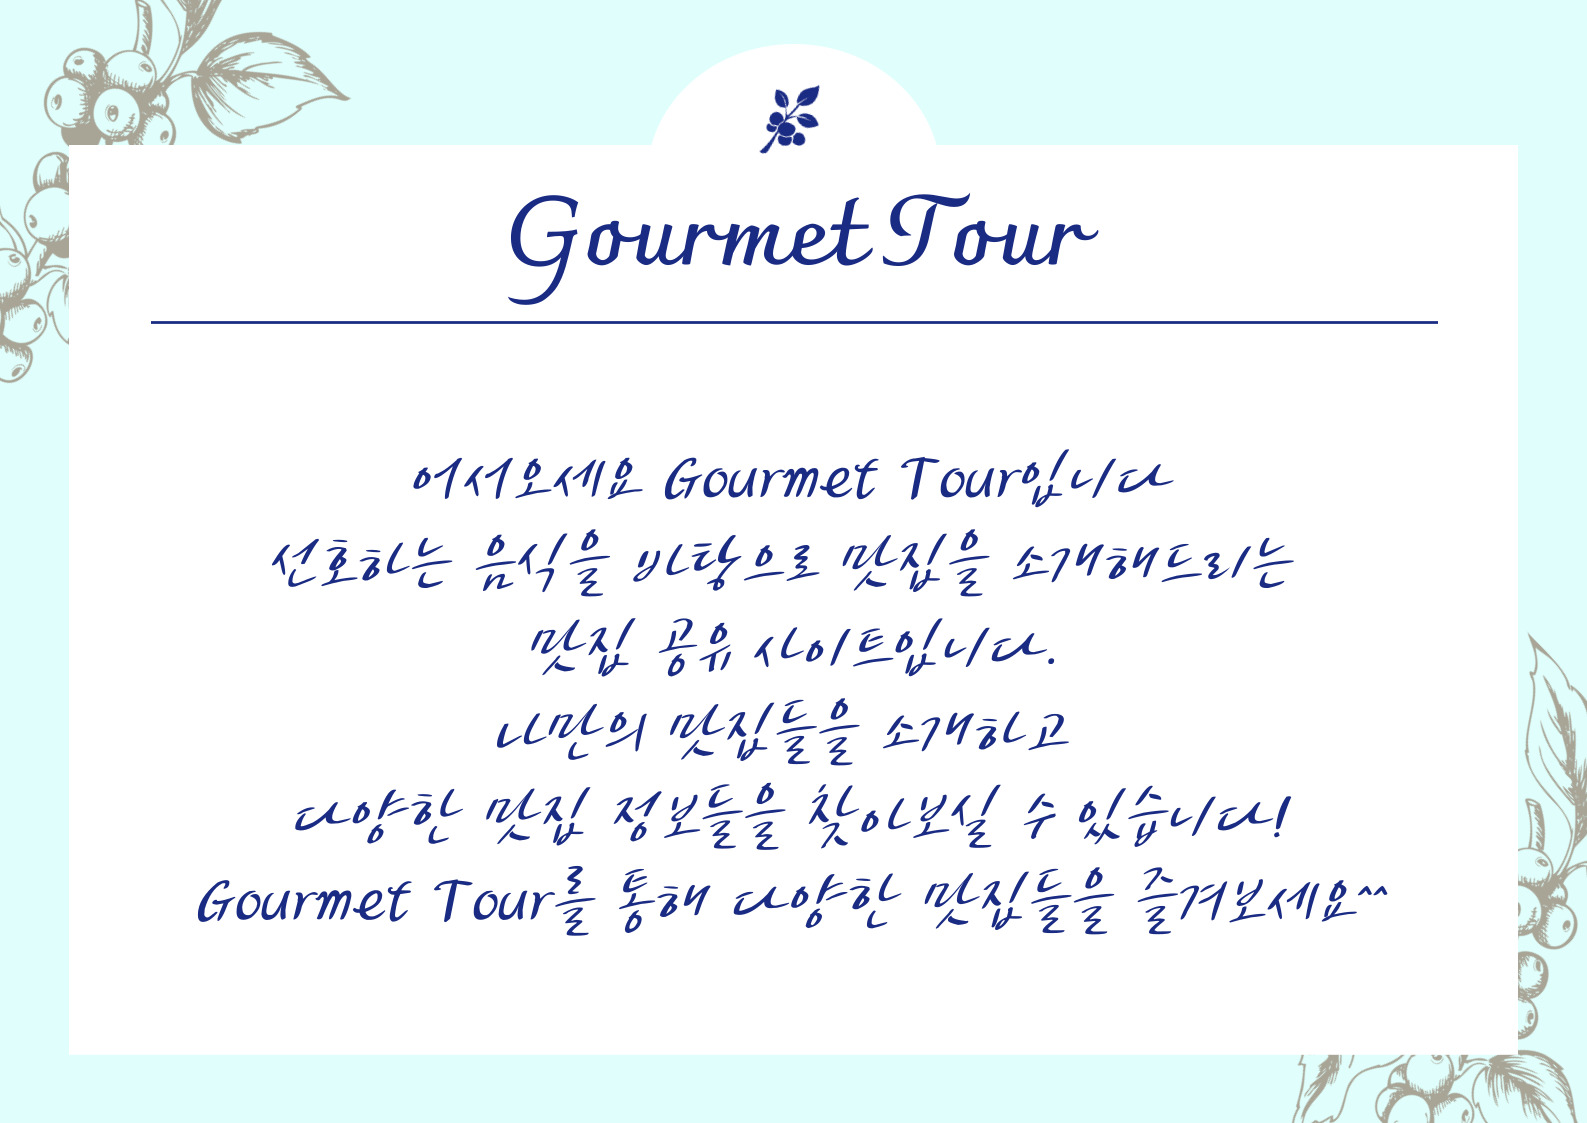 Gourmet Tour
어서오세요 Gourmet Tour입니다
선호하는 음식을 바탕으로 맛집을 소개해드리는
맛집 공유 사이트입니다.
나만의 맛집들을 소개하고
다양한 맛집 정보들을 찾아보실 수 있습니다!
Gourmet Tour를 통해 다양한 맛집들을 즐겨보세요^^